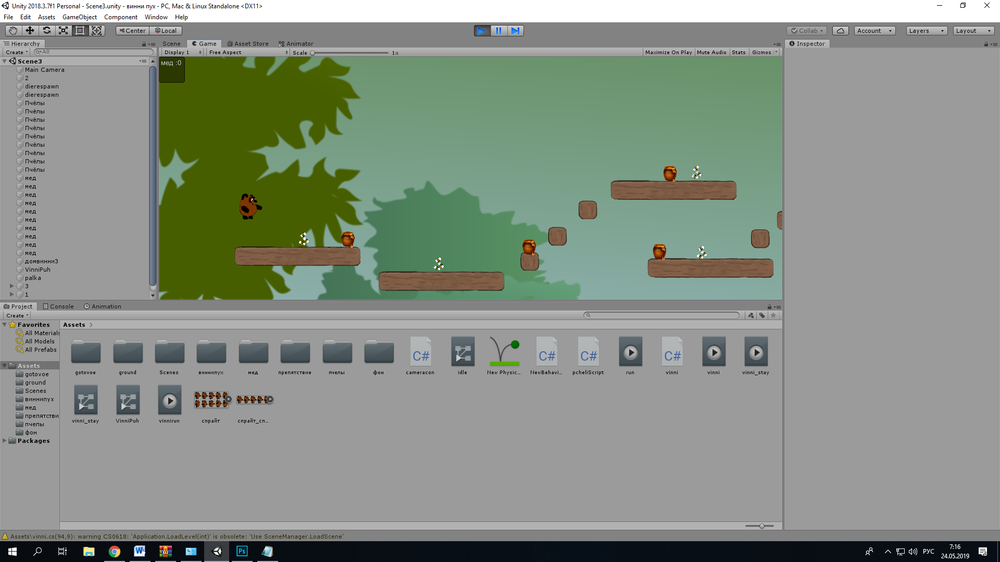 Unity 2018.3.7f1 Personal - Scene3.unity - винни пух - PC, Mac & Linux Standalone <DX11>
File Edit Assets GameObject Component Window Help
Center Local Collab Account Layers Layout
Hierarchy Scene Game Asset Store Animator Inspector
Create All Display 1 Free Aspect Scale 1x Maximize On Play Mute Audio Stats Gizmos
Scene3
мед :0
Main Camera
2
dierespawn
dierespawn
Пчёлы
Пчёлы
Пчёлы
Пчёлы
Пчёлы
Пчёлы
Пчёлы
Пчёлы
Пчёлы
мед
мед
мед
мед
мед
мед
мед
мед
мед
мед
домвинни3
VinniPuh
palka
3
1
Project Console Animation
Create
Favorites
All Materials
All Models
All Prefabs
Assets
gotovoe
ground
Scenes
виннипух
мед
препятстви
пчелы
фон
Packages
Assets
gotovoe ground Scenes виннипух мед препятствие пчелы фон cameracon idle New Physic... NewBehavi... pcheliScript run vinni vinni vinni_stay
C# C# C# C#
vinni_stay VinniPuh vinnirun спрайт спрайт_сп...
Assets\vinni.cs(94,9): warning CS0618: 'Application.LoadLevel(int)' is obsolete: 'Use SceneManager.LoadScene'
W Ps РУС 7:16
24.05.2019